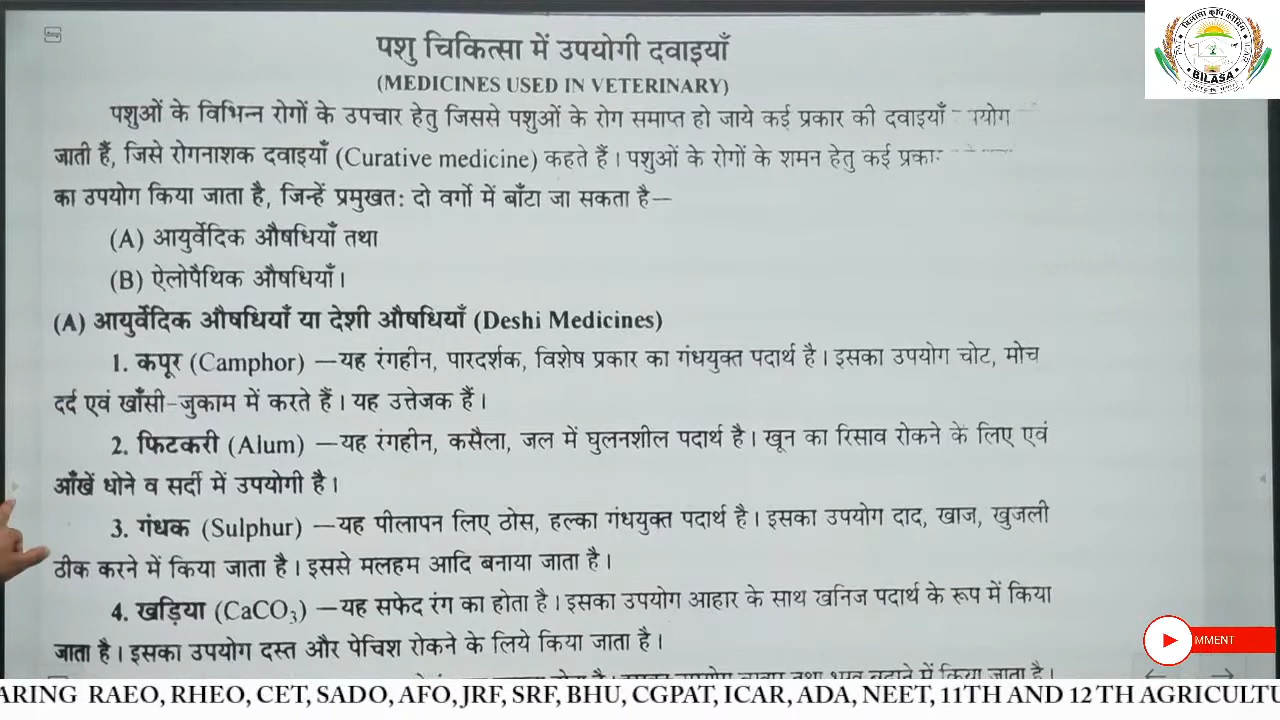 पशु चिकित्सा में उपयोगी दवाइयाँ
(MEDICINES USED IN VETERINARY)
पशुओं के विभिन्न रोगों के उपचार हेतु जिससे पशुओं के रोग समाप्त हो जाये कई प्रकार की दवाइयाँ
जाती हैं, जिसे रोगनाशक दवाइयाँ (Curative medicine) कहते हैं। पशुओं के रोगों के शमन हेतु कई
का उपयोग किया जाता है, जिन्हें प्रमुखत: दो वर्गो में बाँटा जा सकता है—
(A) आयुर्वेदिक औषधियाँ तथा
(B) ऐलोपैथिक औषधियाँ।
(A) आयुर्वेदिक औषधियाँ या देशी औषधियाँ (Deshi Medicines)
1. कपूर (Camphor) —यह रंगहीन, पारदर्शक, विशेष प्रकार का गंधयुक्त पदार्थ है। इसका उपयोग चोट, मोच
दर्द एवं खाँसी-जुकाम में करते हैं। यह उत्तेजक हैं।
2. फिटकरी (Alum) —यह रंगहीन, कसैला, जल में घुलनशील पदार्थ है। खून का रिसाव रोकने के लिए एवं
आँखें धोने व सर्दी में उपयोगी है।
3. गंधक (Sulphur) —यह पीलापन लिए ठोस, हल्का गंधयुक्त पदार्थ है। इसका उपयोग दाद, खाज, खुजली
ठीक करने में किया जाता है। इससे मलहम आदि बनाया जाता है।
4. खड़िया (CaCO₃) —यह सफेद रंग का होता है। इसका उपयोग आहार के साथ खनिज पदार्थ के रूप में किया
जाता है। इसका उपयोग दस्त और पेचिश रोकने के लिये किया जाता है।
में किया जाता है।
BILASA
MMENT
ARING RAEO, RHEO, CET, SADO, AFO, JRF, SRF, BHU, CGPAT, ICAR, ADA, NEET, 11TH AND 12 TH AGRICULTU